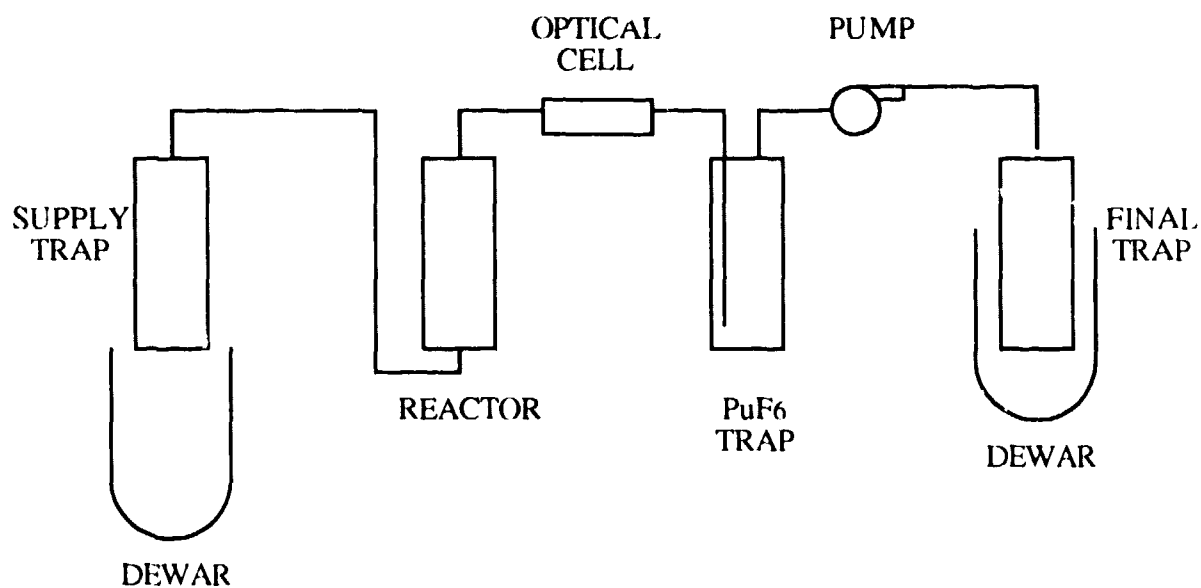 OPTICAL
CELL
PUMP
SUPPLY
TRAP
FINAL
TRAP
REACTOR
PuF6
TRAP
DEWAR
DEWAR